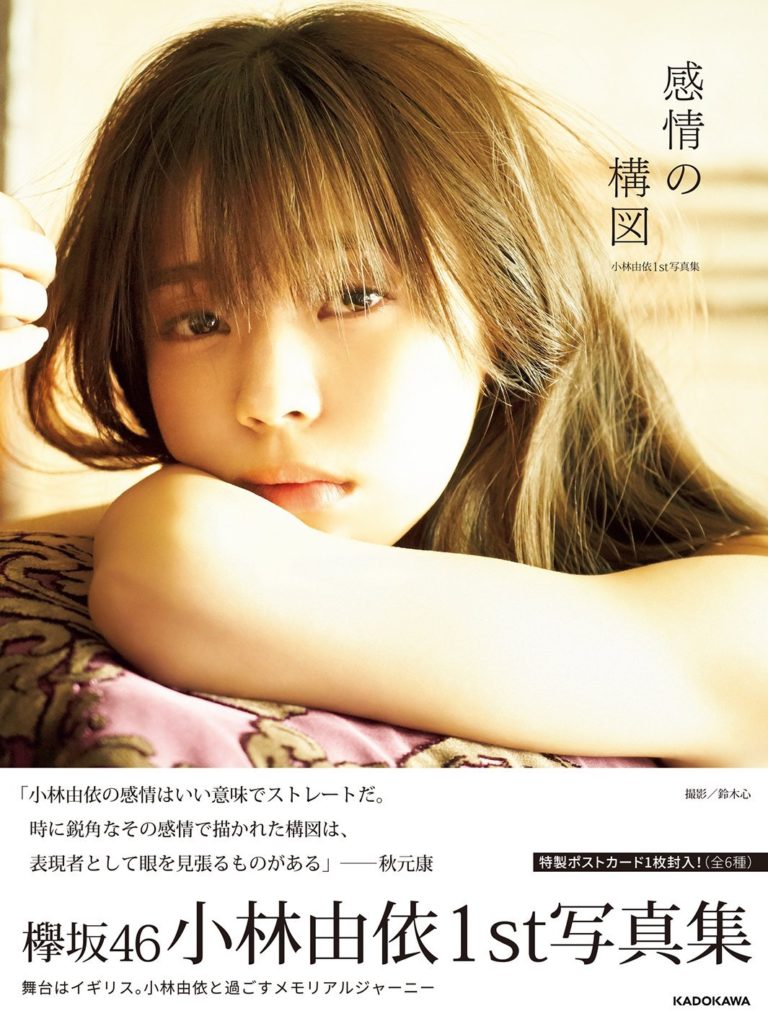 感情の
構図
小林由依1st写真集
「小林由依の感情はいい意味でストレートだ。
時に鋭角なその感情で描かれた構図は、
表現者として眼を見張るものがある」──秋元康
撮影／鈴木心
特製ポストカード1枚封入!（全6種）
欅坂46小林由依1st写真集
舞台はイギリス。小林由依と過ごすメモリアルジャーニー
KADOKAWA